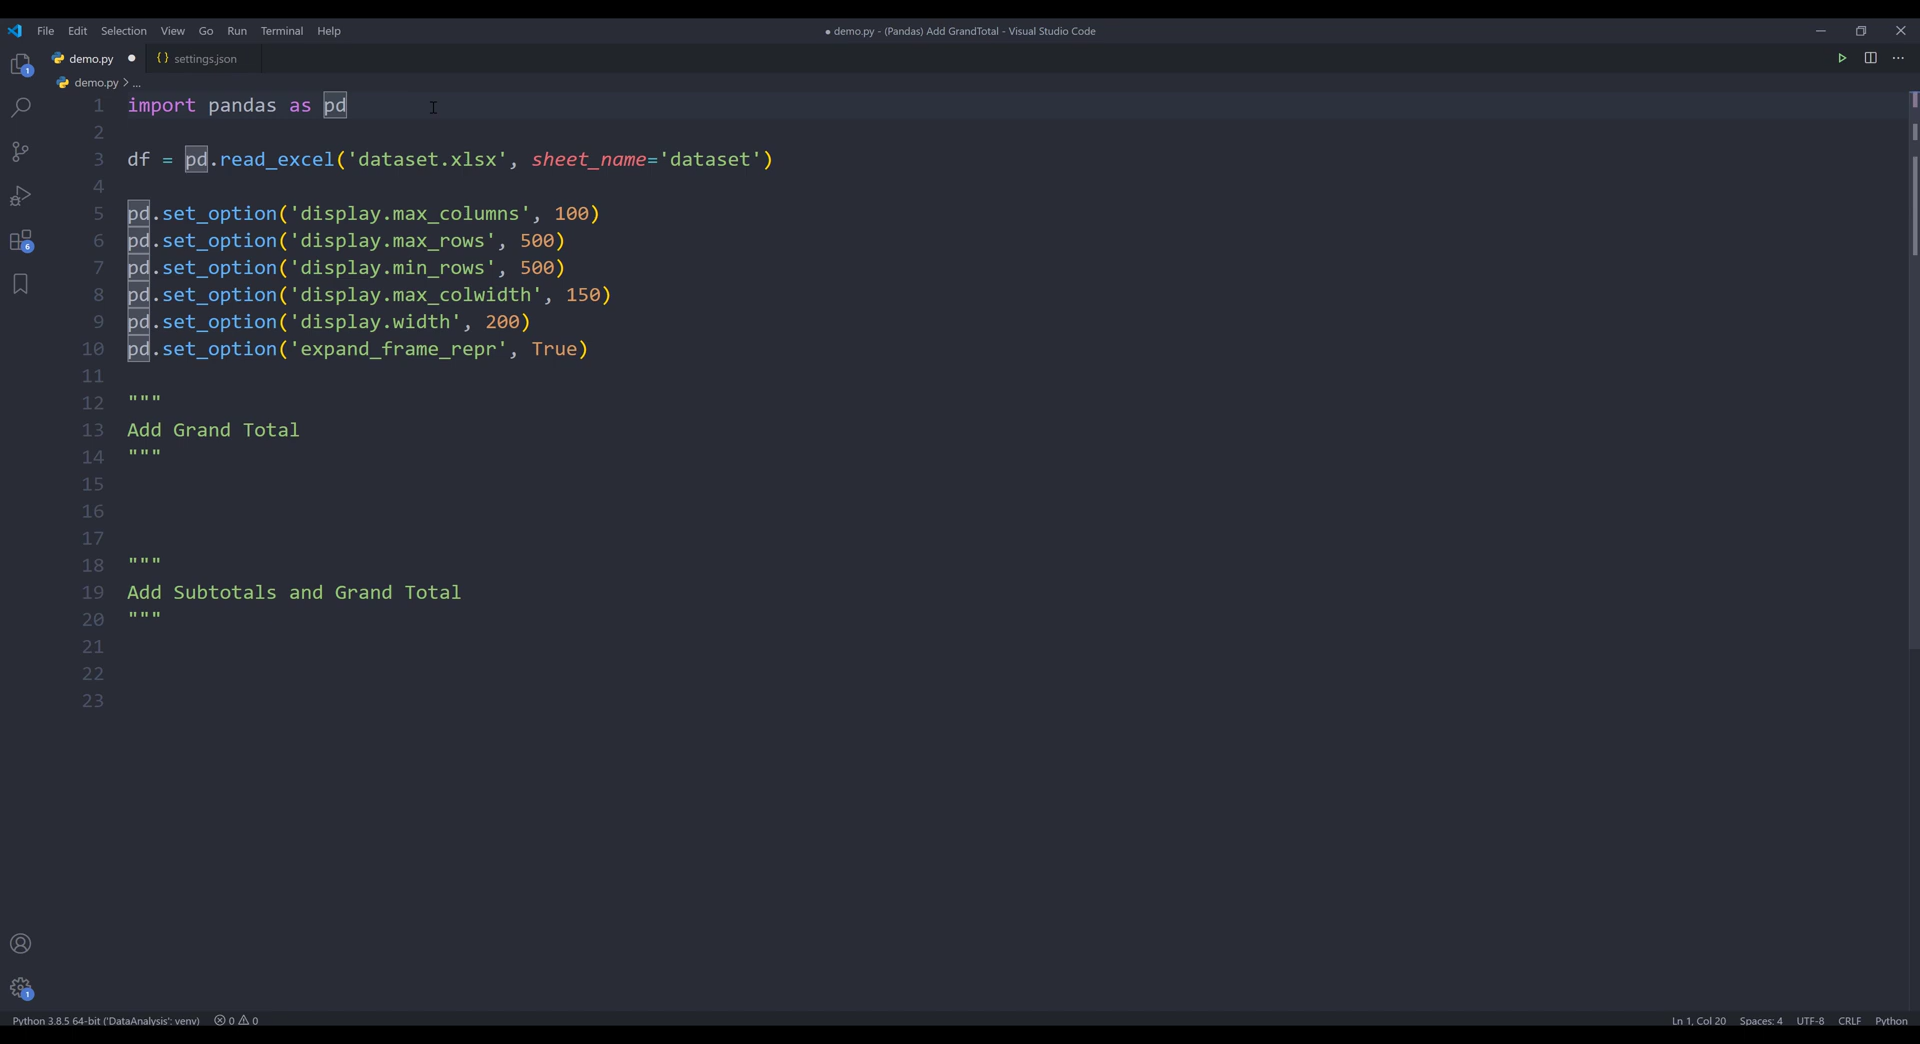 File Edit Selection View Go Run Terminal Help
● demo.py - (Pandas) Add GrandTotal - Visual Studio Code
demo.py ● {} settings.json
demo.py > ...
1 import pandas as pd
2
3 df = pd.read_excel('dataset.xlsx', sheet_name='dataset')
4
5 pd.set_option('display.max_columns', 100)
6 pd.set_option('display.max_rows', 500)
7 pd.set_option('display.min_rows', 500)
8 pd.set_option('display.max_colwidth', 150)
9 pd.set_option('display.width', 200)
10 pd.set_option('expand_frame_repr', True)
11
12 """
13 Add Grand Total
14 """
15
16
17
18 """
19 Add Subtotals and Grand Total
20 """
21
22
23
1
6
1
Python 3.8.5 64-bit ('DataAnalysis': venv) 0 0 Ln 1, Col 20 Spaces: 4 UTF-8 CRLF Python